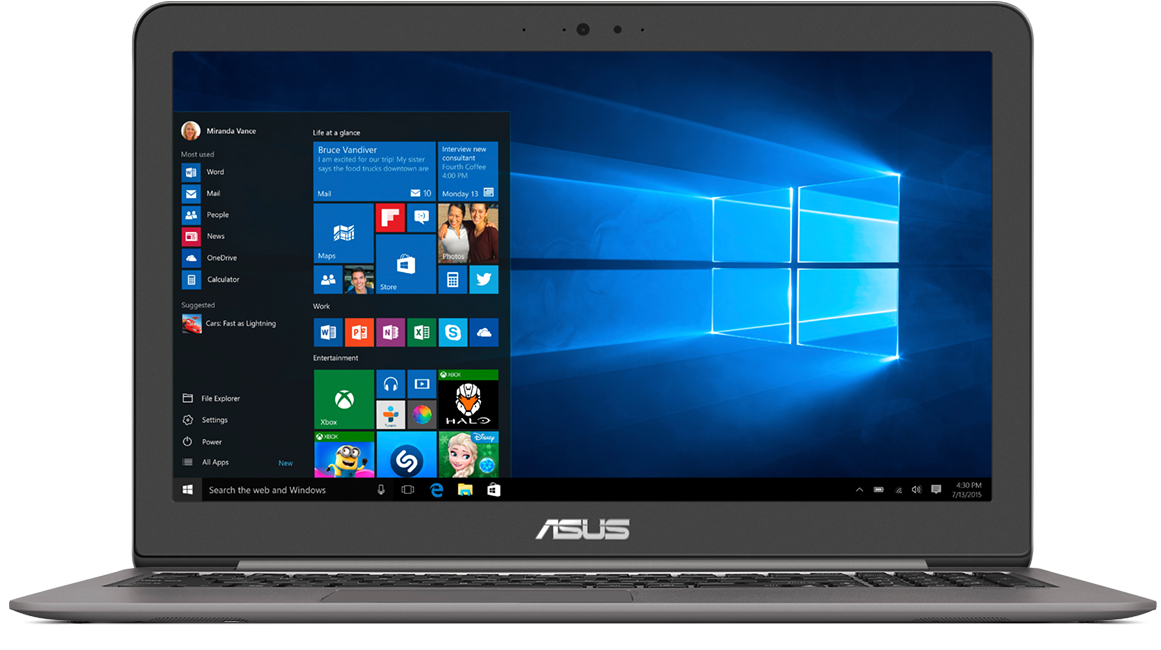 Miranda Vance
Most used
Word
Mail
People
News
OneDrive
Calculator
Suggested
Cars: Fast as Lightning
File Explorer
Settings
Power
All Apps
New
Life at a glance
Bruce Vandiver
I am excited for our trip! My sister
says the food trucks downtown are
Mail
10
Interview new
consultant
Fourth Coffee
4:00 PM
Monday 13
Maps
Store
Photos
Work
Entertainment
Xbox
XBOX
HALO
XBOX
Disney
Search the web and Windows
4:30 PM
7/13/2015
ASUS